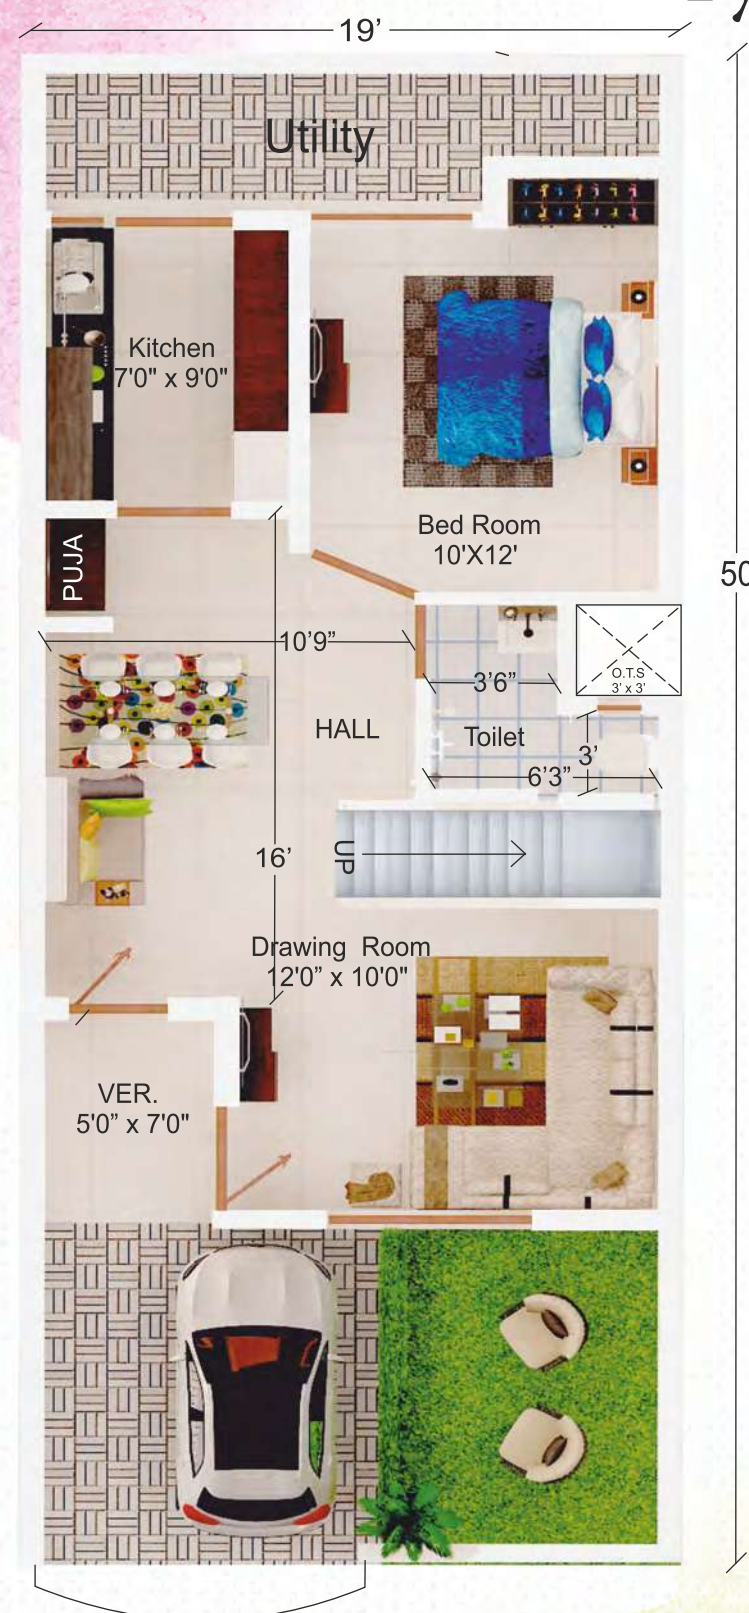 19'
Utility
Kitchen
7'0" x 9'0"
Bed Room
10'X12'
PUJA
10'9"
3'6"
O.T.S
3' x 3'
50
HALL
Toilet
3'
6'3"
16'
UP
Drawing Room
12'0" x 10'0"
VER.
5'0" x 7'0"